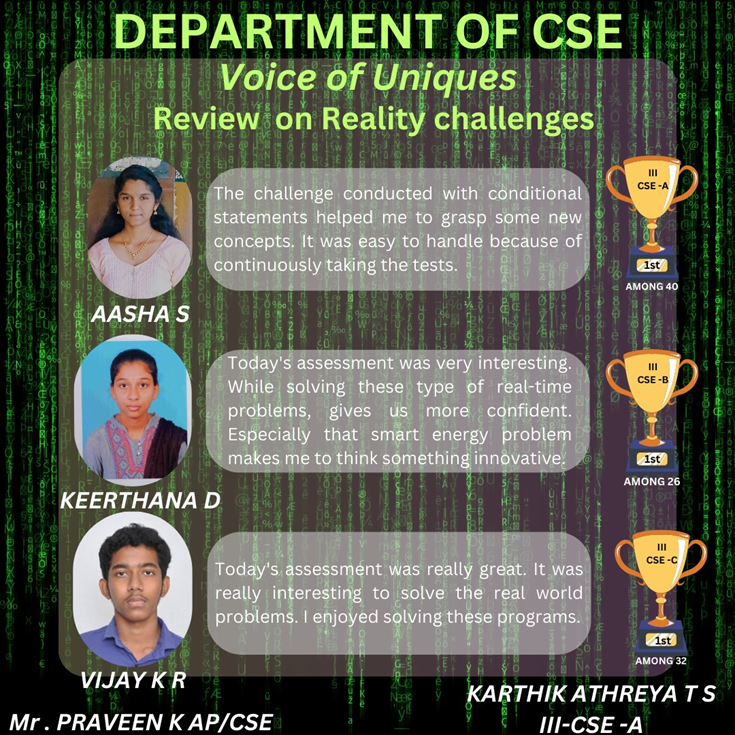 DEPARTMENT OF CSE
Voice of Uniques
Review on Reality challenges
The challenge conducted with conditional
statements helped me to grasp some new
concepts. It was easy to handle because of
continuously taking the tests.
III
CSE -A
1st
AMONG 40
AASHA S
Today's assessment was very interesting.
While solving these type of real-time
problems, gives us more confident.
Especially that smart energy problem
makes me to think something innovative.
III
CSE -B
1st
AMONG 26
KEERTHANA D
Today's assessment was really great. It was
really interesting to solve the real world
problems. I enjoyed solving these programs.
III
CSE -C
1st
AMONG 32
VIJAY K R
KARTHIK ATHREYA T S
III-CSE -A
Mr . PRAVEEN K AP/CSE